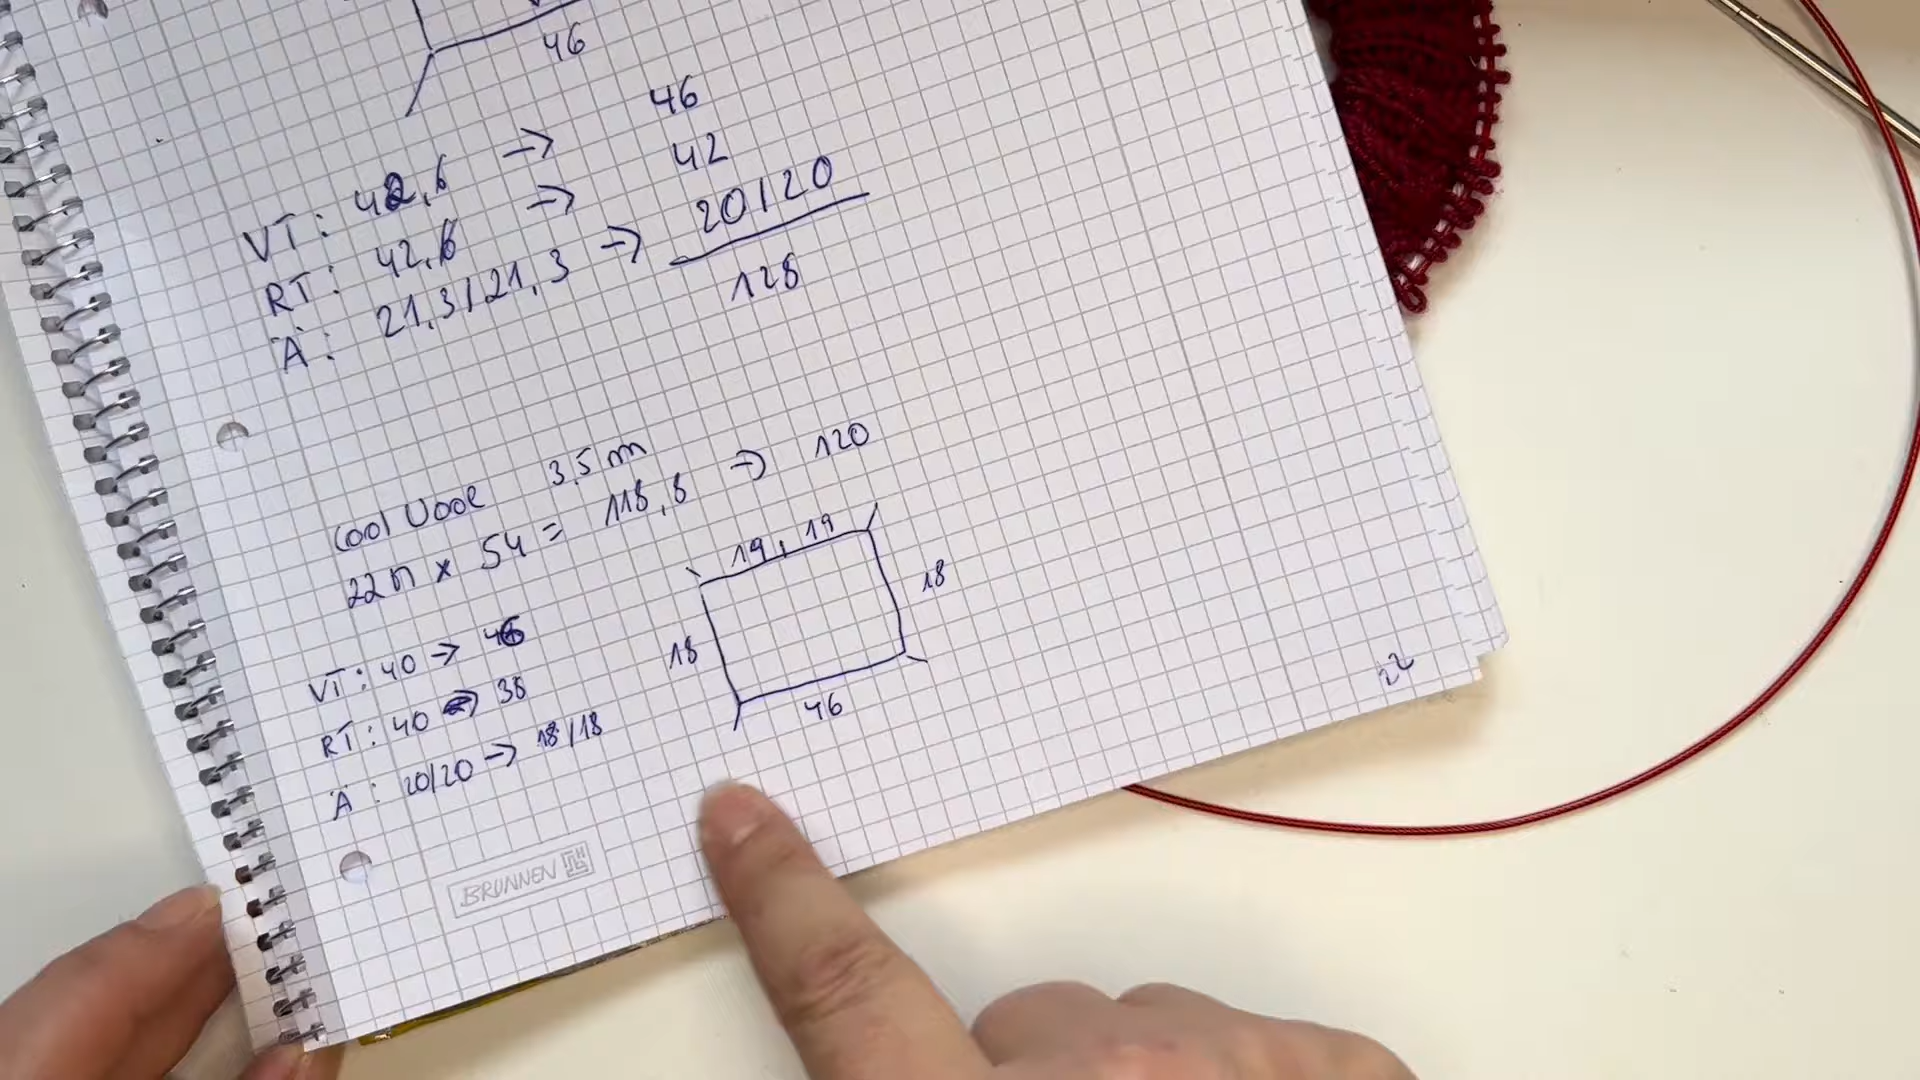 46
VT: 42,6 → 46
RT: 42,6 → 42
Ä: 21,3/21,3 → 20/20
128
Cool Wool 3,5 m
22 m × 54 = 118,8 → 120
VT: 40 → 46
RT: 40 → 38
Ä: 20/20 → 18/18
19 19
18
18
46
BRUNNEN
22